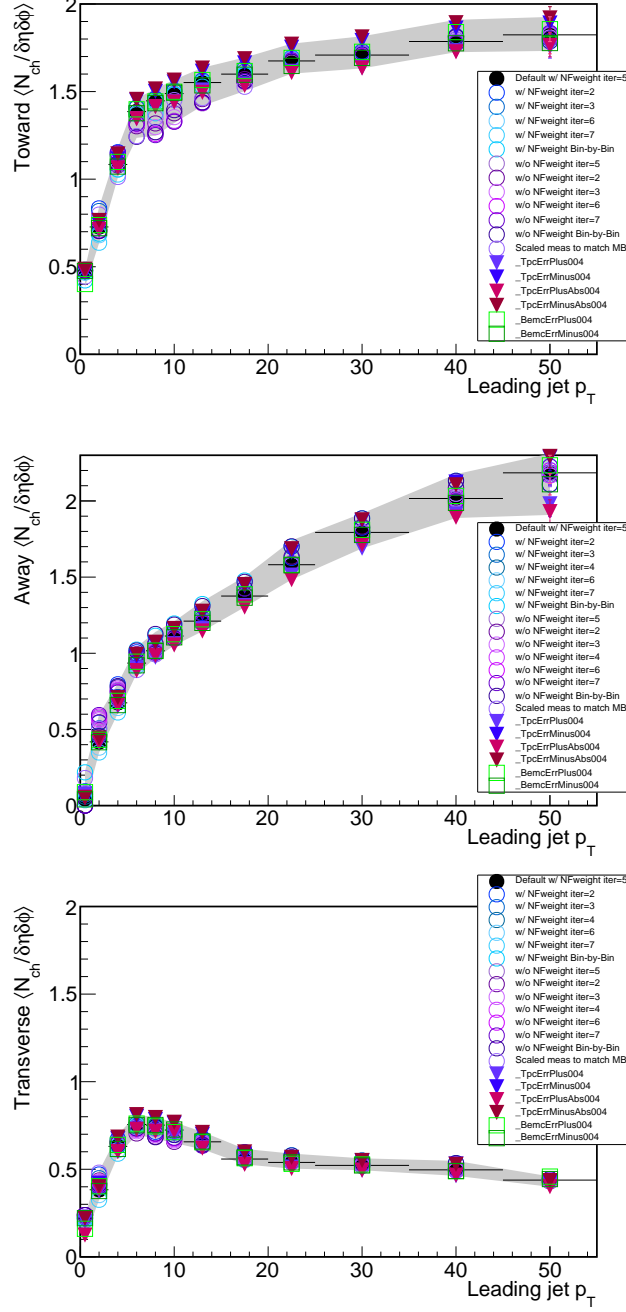 2
1.5
1
0.5
0
0 10 20 30 40 50
Toward ⟨N_ch/δηδφ⟩
Leading jet p_T
Default w/ NFweight iter=5
w/ NFweight iter=2
w/ NFweight iter=3
w/ NFweight iter=6
w/ NFweight iter=7
w/ NFweight Bin-by-Bin
w/o NFweight iter=5
w/o NFweight iter=2
w/o NFweight iter=3
w/o NFweight iter=6
w/o NFweight iter=7
w/o NFweight Bin-by-Bin
Scaled meas to match MB
_TpcErrPlus004
_TpcErrMinus004
_TpcErrPlusAbs004
_TpcErrMinusAbs004
_BemcErrPlus004
_BemcErrMinus004
2
1.5
1
0.5
0
0 10 20 30 40 50
Away ⟨N_ch/δηδφ⟩
Leading jet p_T
Default w/ NFweight iter=5
w/ NFweight iter=2
w/ NFweight iter=3
w/ NFweight iter=4
w/ NFweight iter=6
w/ NFweight iter=7
w/ NFweight Bin-by-Bin
w/o NFweight iter=5
w/o NFweight iter=2
w/o NFweight iter=3
w/o NFweight iter=4
w/o NFweight iter=6
w/o NFweight iter=7
w/o NFweight Bin-by-Bin
Scaled meas to match MB
_TpcErrPlus004
_TpcErrMinus004
_TpcErrPlusAbs004
_TpcErrMinusAbs004
_BemcErrPlus004
_BemcErrMinus004
2
1.5
1
0.5
0
0 10 20 30 40 50
Transverse ⟨N_ch/δηδφ⟩
Leading jet p_T
Default w/ NFweight iter=5
w/ NFweight iter=2
w/ NFweight iter=3
w/ NFweight iter=4
w/ NFweight iter=6
w/ NFweight iter=7
w/ NFweight Bin-by-Bin
w/o NFweight iter=5
w/o NFweight iter=2
w/o NFweight iter=3
w/o NFweight iter=4
w/o NFweight iter=6
w/o NFweight iter=7
w/o NFweight Bin-by-Bin
Scaled meas to match MB
_TpcErrPlus004
_TpcErrMinus004
_TpcErrPlusAbs004
_TpcErrMinusAbs004
_BemcErrPlus004
_BemcErrMinus004